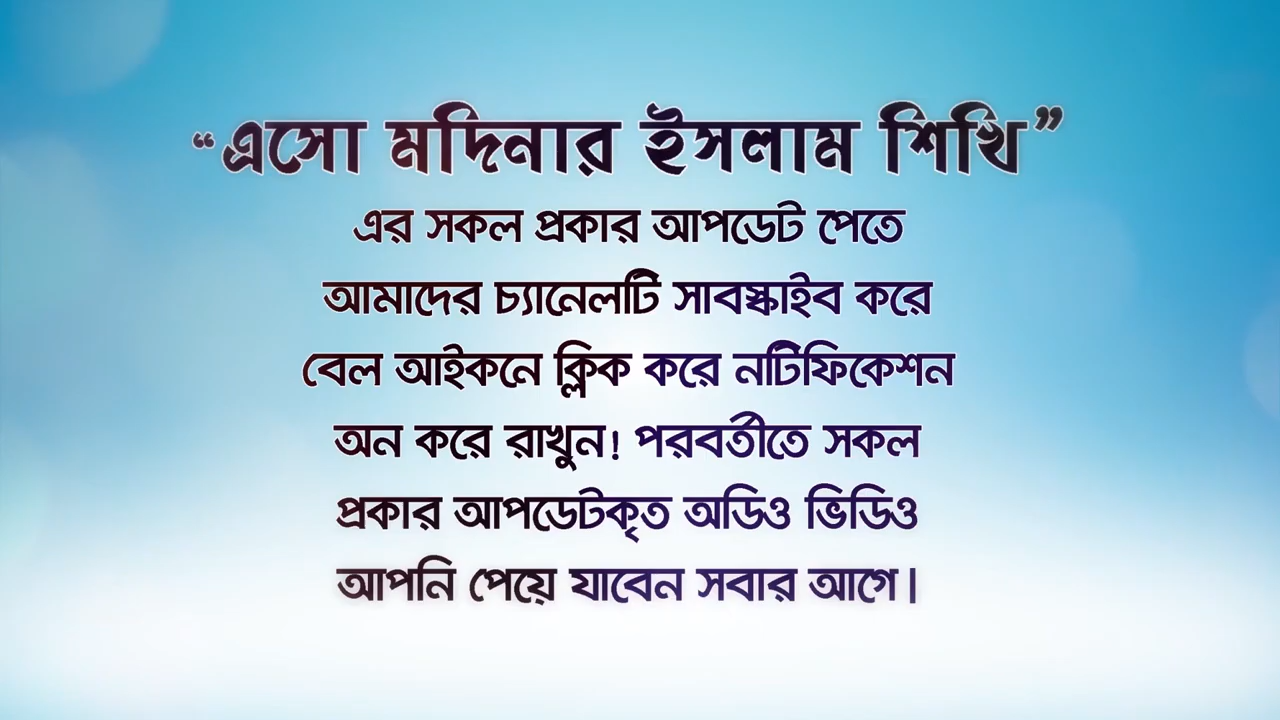 “এসো মদিনার ইসলাম শিখি”
এর সকল প্রকার আপডেট পেতে
আমাদের চ্যানেলটি সাবস্ক্রাইব করে
বেল আইকনে ক্লিক করে নটিফিকেশন
অন করে রাখুন! পরবর্তীতে সকল
প্রকার আপডেটকৃত অডিও ভিডিও
আপনি পেয়ে যাবেন সবার আগে।